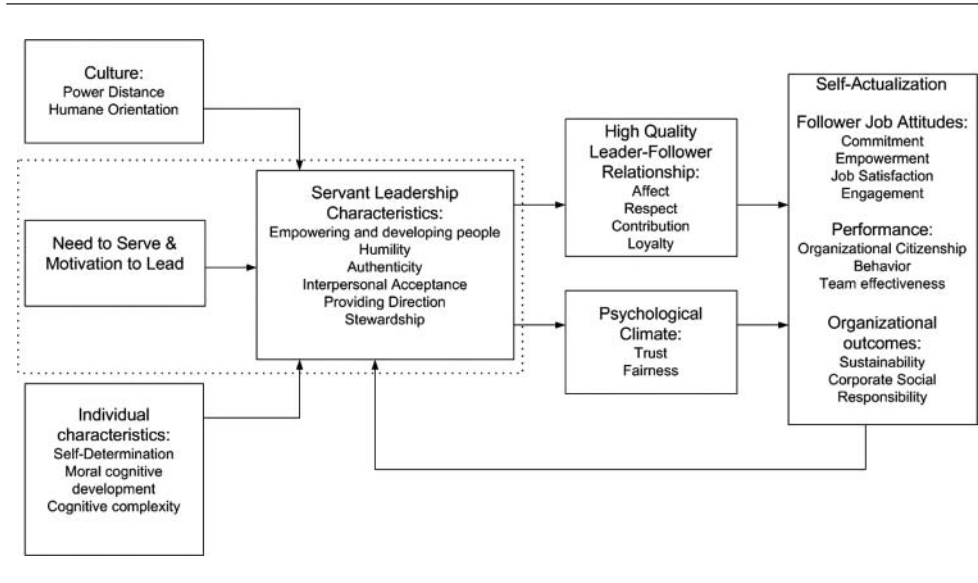 Culture:
Power Distance
Humane Orientation
Need to Serve &
Motivation to Lead
Individual
characteristics:
Self-Determination
Moral cognitive
development
Cognitive complexity
Servant Leadership
Characteristics:
Empowering and developing people
Humility
Authenticity
Interpersonal Acceptance
Providing Direction
Stewardship
High Quality
Leader-Follower
Relationship:
Affect
Respect
Contribution
Loyalty
Psychological
Climate:
Trust
Fairness
Self-Actualization
Follower Job Attitudes:
Commitment
Empowerment
Job Satisfaction
Engagement
Performance:
Organizational Citizenship
Behavior
Team effectiveness
Organizational
outcomes:
Sustainability
Corporate Social
Responsibility